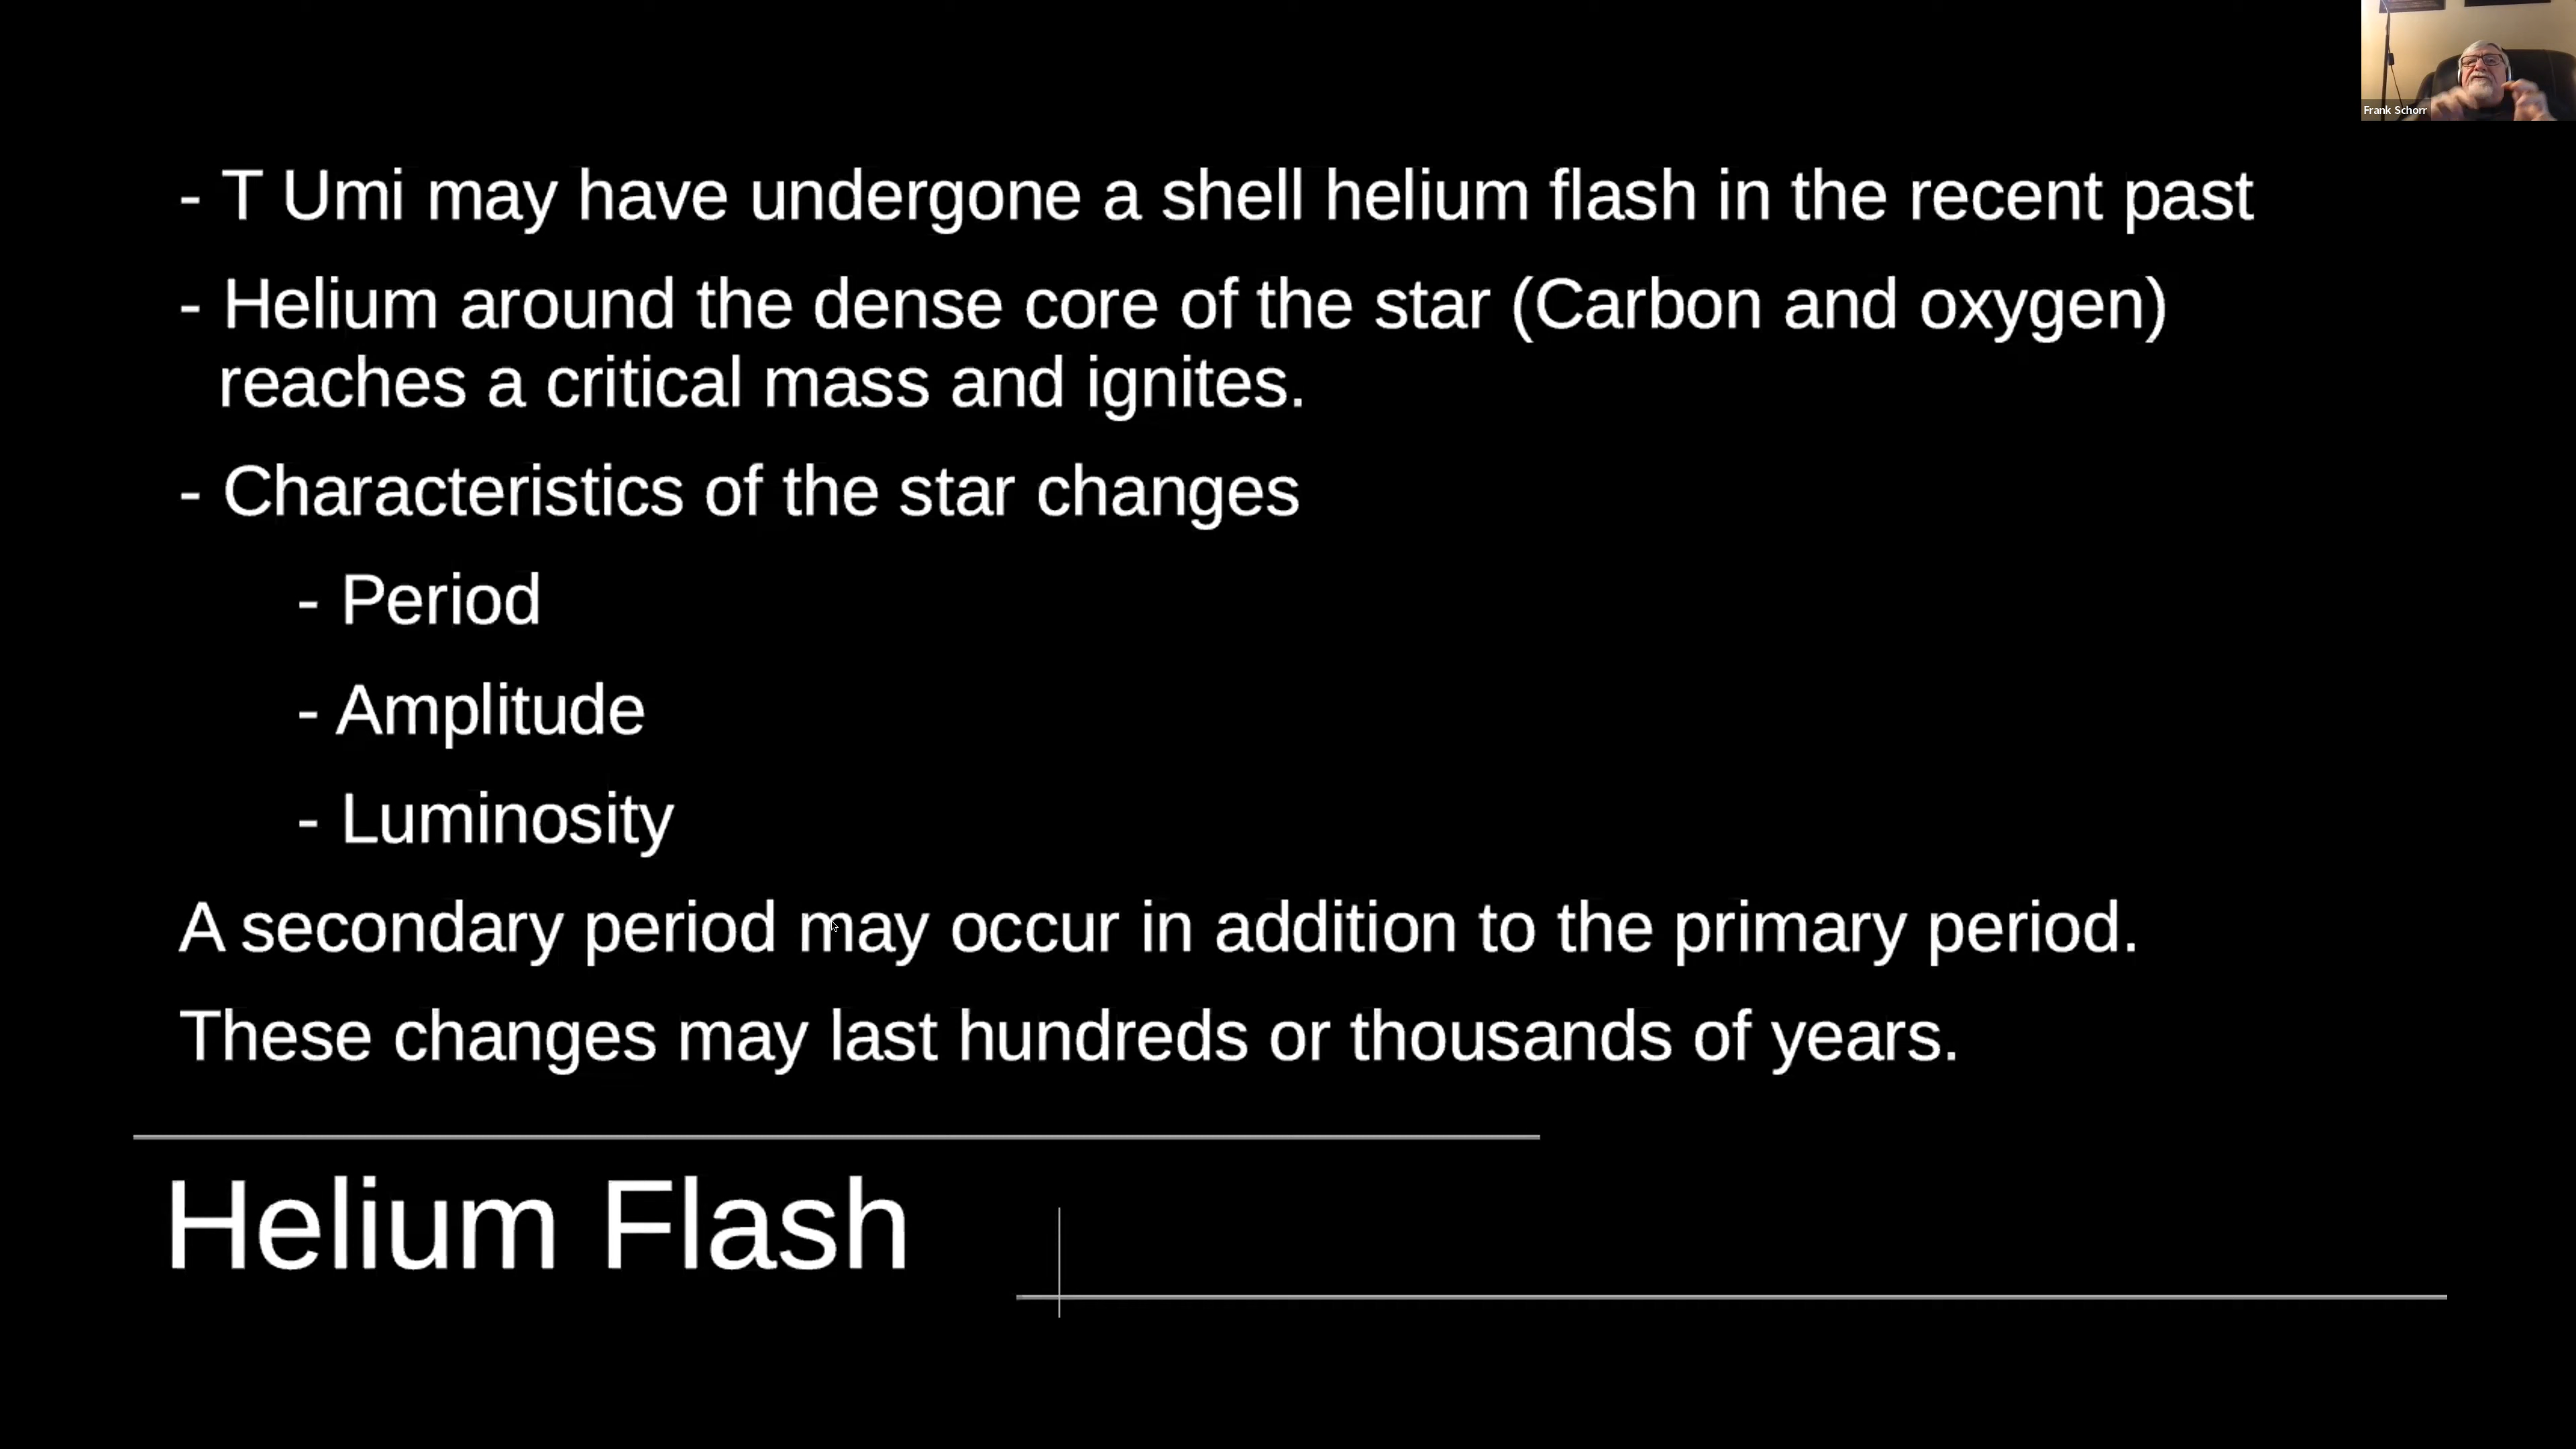 Frank Schorr
- T Umi may have undergone a shell helium flash in the recent past
- Helium around the dense core of the star (Carbon and oxygen)
reaches a critical mass and ignites.
- Characteristics of the star changes
- Period
- Amplitude
- Luminosity
A secondary period may occur in addition to the primary period.
These changes may last hundreds or thousands of years.
Helium Flash